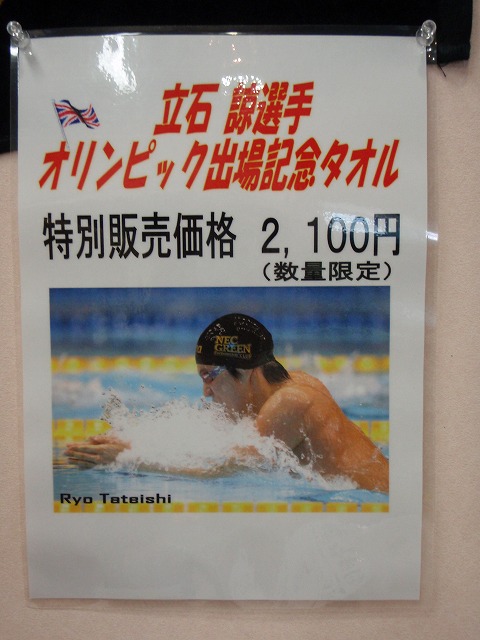 立石 諒選手
オリンピック出場記念タオル
特別販売価格 2,100円
(数量限定)
NEC
GREEN
Ryo Tateishi